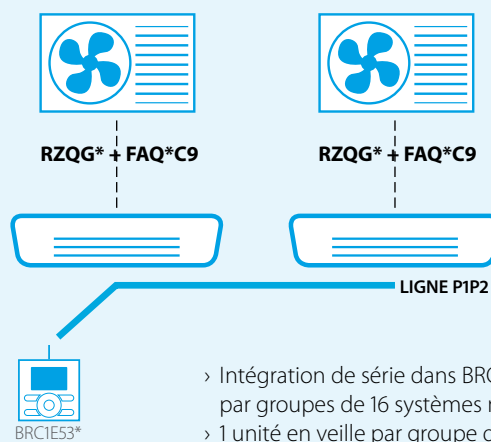 RZQG* + FAQ*C9
RZQG* + FAQ*C9
LIGNE P1P2
› Intégration de série dans
par groupes de 16 systèmes
BRC1E53*
› 1 unité en veille par groupe